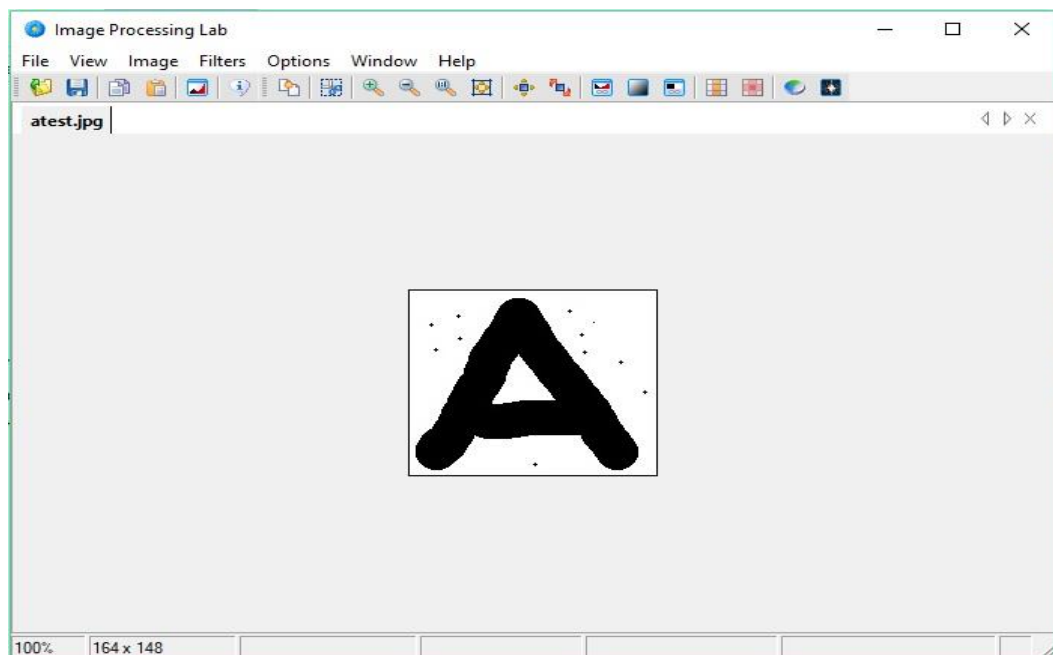 Image Processing Lab
File View Image Filters Options Window Help
atest.jpg
A
100% 164 x 148